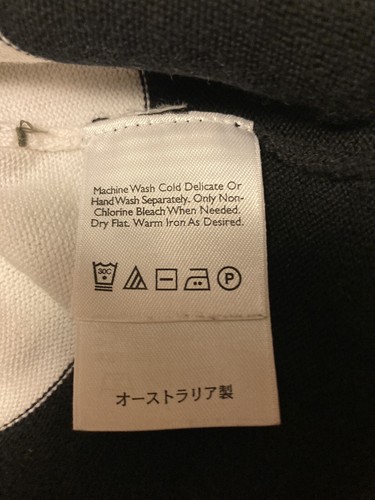 Machine Wash Cold Delicate Or
Hand Wash Separately. Only Non-
Chlorine Bleach When Needed.
Dry Flat. Warm Iron As Desired.
30C P
オーストラリア製